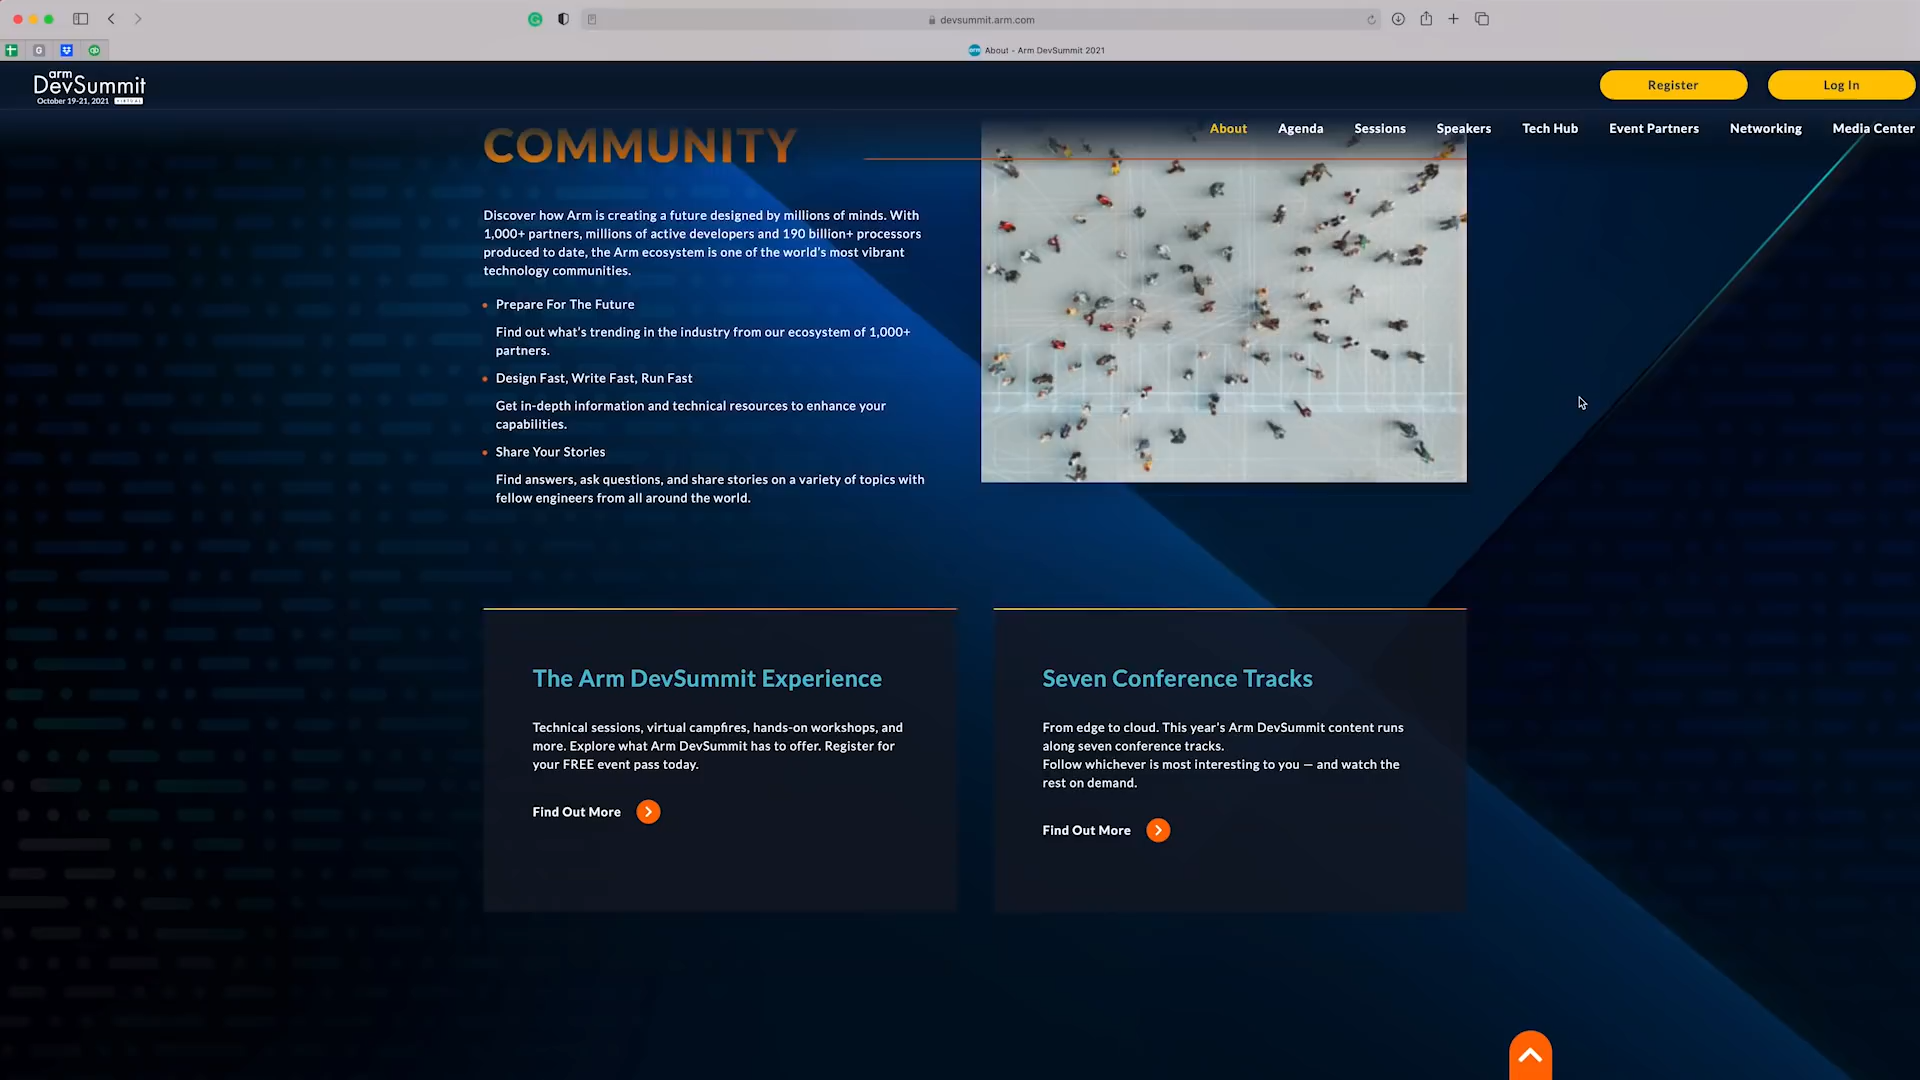 devsummit.arm.com
About - Arm DevSummit 2021
arm
DevSummit
October 19-21, 2021 VIRTUAL
Register
Log In
About
Agenda
Sessions
Speakers
Tech Hub
Event Partners
Networking
Media Center
COMMUNITY
Discover how Arm is creating a future designed by millions of minds. With
1,000+ partners, millions of active developers and 190 billion+ processors
produced to date, the Arm ecosystem is one of the world's most vibrant
technology communities.
Prepare For The Future
Find out what's trending in the industry from our ecosystem of 1,000+
partners.
Design Fast, Write Fast, Run Fast
Get in-depth information and technical resources to enhance your
capabilities.
Share Your Stories
Find answers, ask questions, and share stories on a variety of topics with
fellow engineers from all around the world.
The Arm DevSummit Experience
Technical sessions, virtual campfires, hands-on workshops, and
more. Explore what Arm DevSummit has to offer. Register for
your FREE event pass today.
Find Out More
Seven Conference Tracks
From edge to cloud. This year's Arm DevSummit content runs
along seven conference tracks.
Follow whichever is most interesting to you — and watch the
rest on demand.
Find Out More